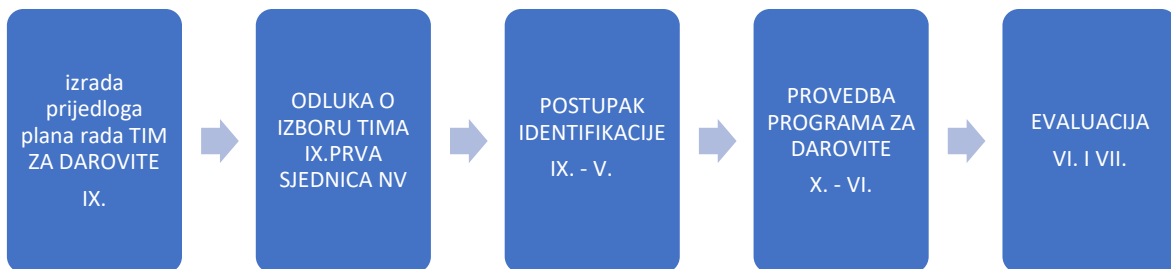 izrada
prijedloga
plana rada TIM
ZA DAROVITE
IX.
ODLUKA O
IZBORU TIMA
IX.PRVA
SJEDNICA NV
POSTUPAK
IDENTIFIKACIJE
IX. - V.
PROVEDBA
PROGRAMA ZA
DAROVITE
X. - VI.
EVALUACIJA
VI. I VII.